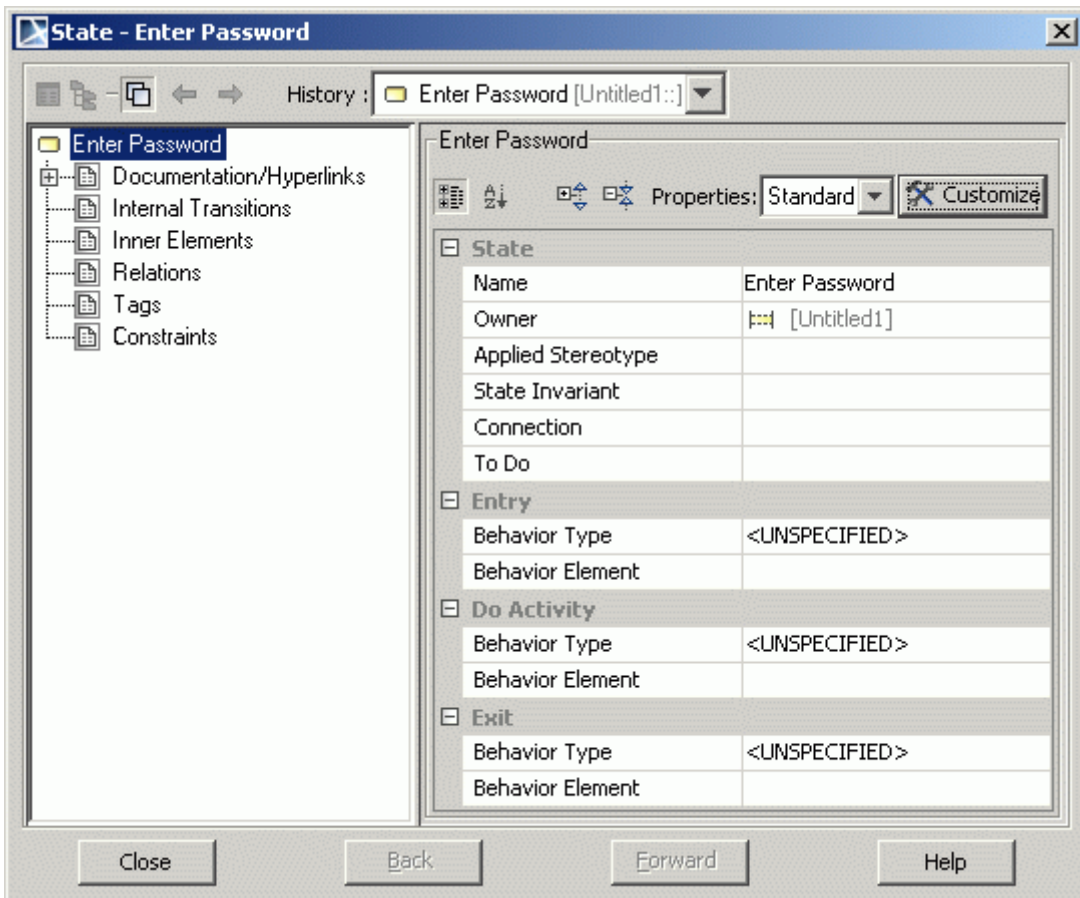 State - Enter Password
History : Enter Password [Untitled1::]
Enter Password
Documentation/Hyperlinks
Internal Transitions
Inner Elements
Relations
Tags
Constraints
Enter Password
Properties: Standard Customize
State
Name Enter Password
Owner [Untitled1]
Applied Stereotype
State Invariant
Connection
To Do
Entry
Behavior Type <UNSPECIFIED>
Behavior Element
Do Activity
Behavior Type <UNSPECIFIED>
Behavior Element
Exit
Behavior Type <UNSPECIFIED>
Behavior Element
Close Back Forward Help